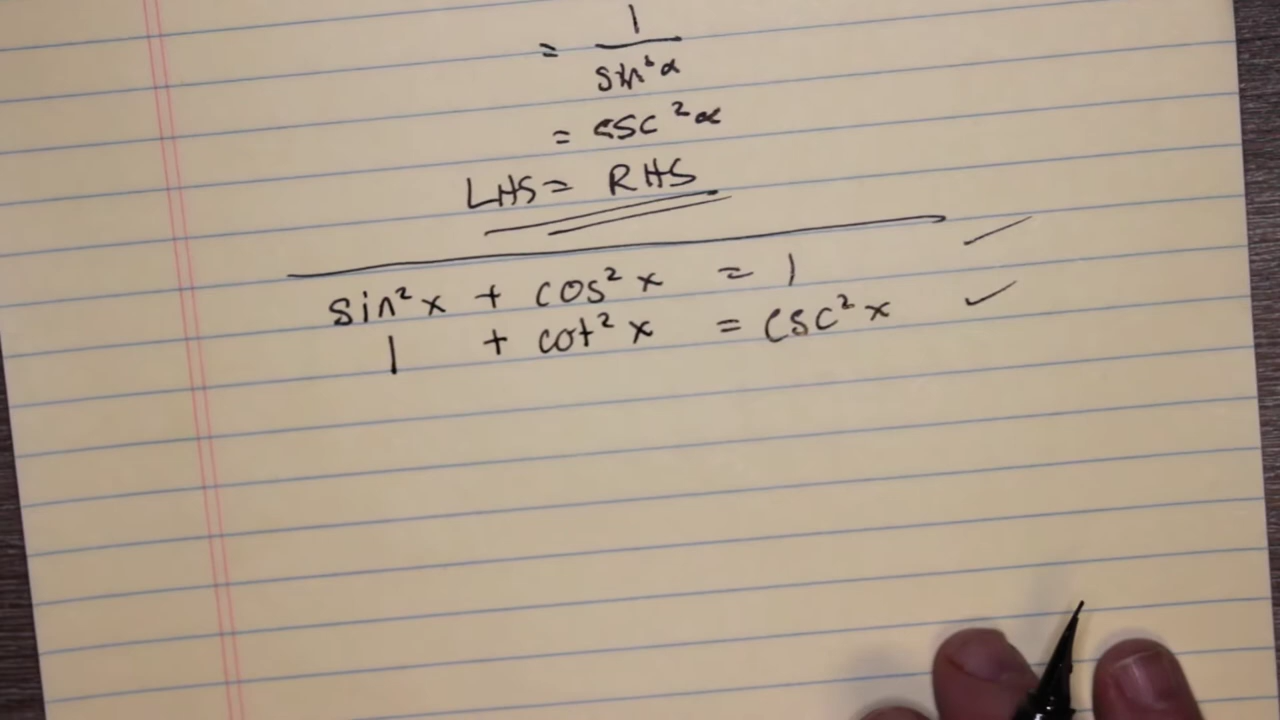 = 1/sin²α
= csc²α
LHS = RHS
sin²x + cos²x = 1 ✓
1 + cot²x = csc²x ✓